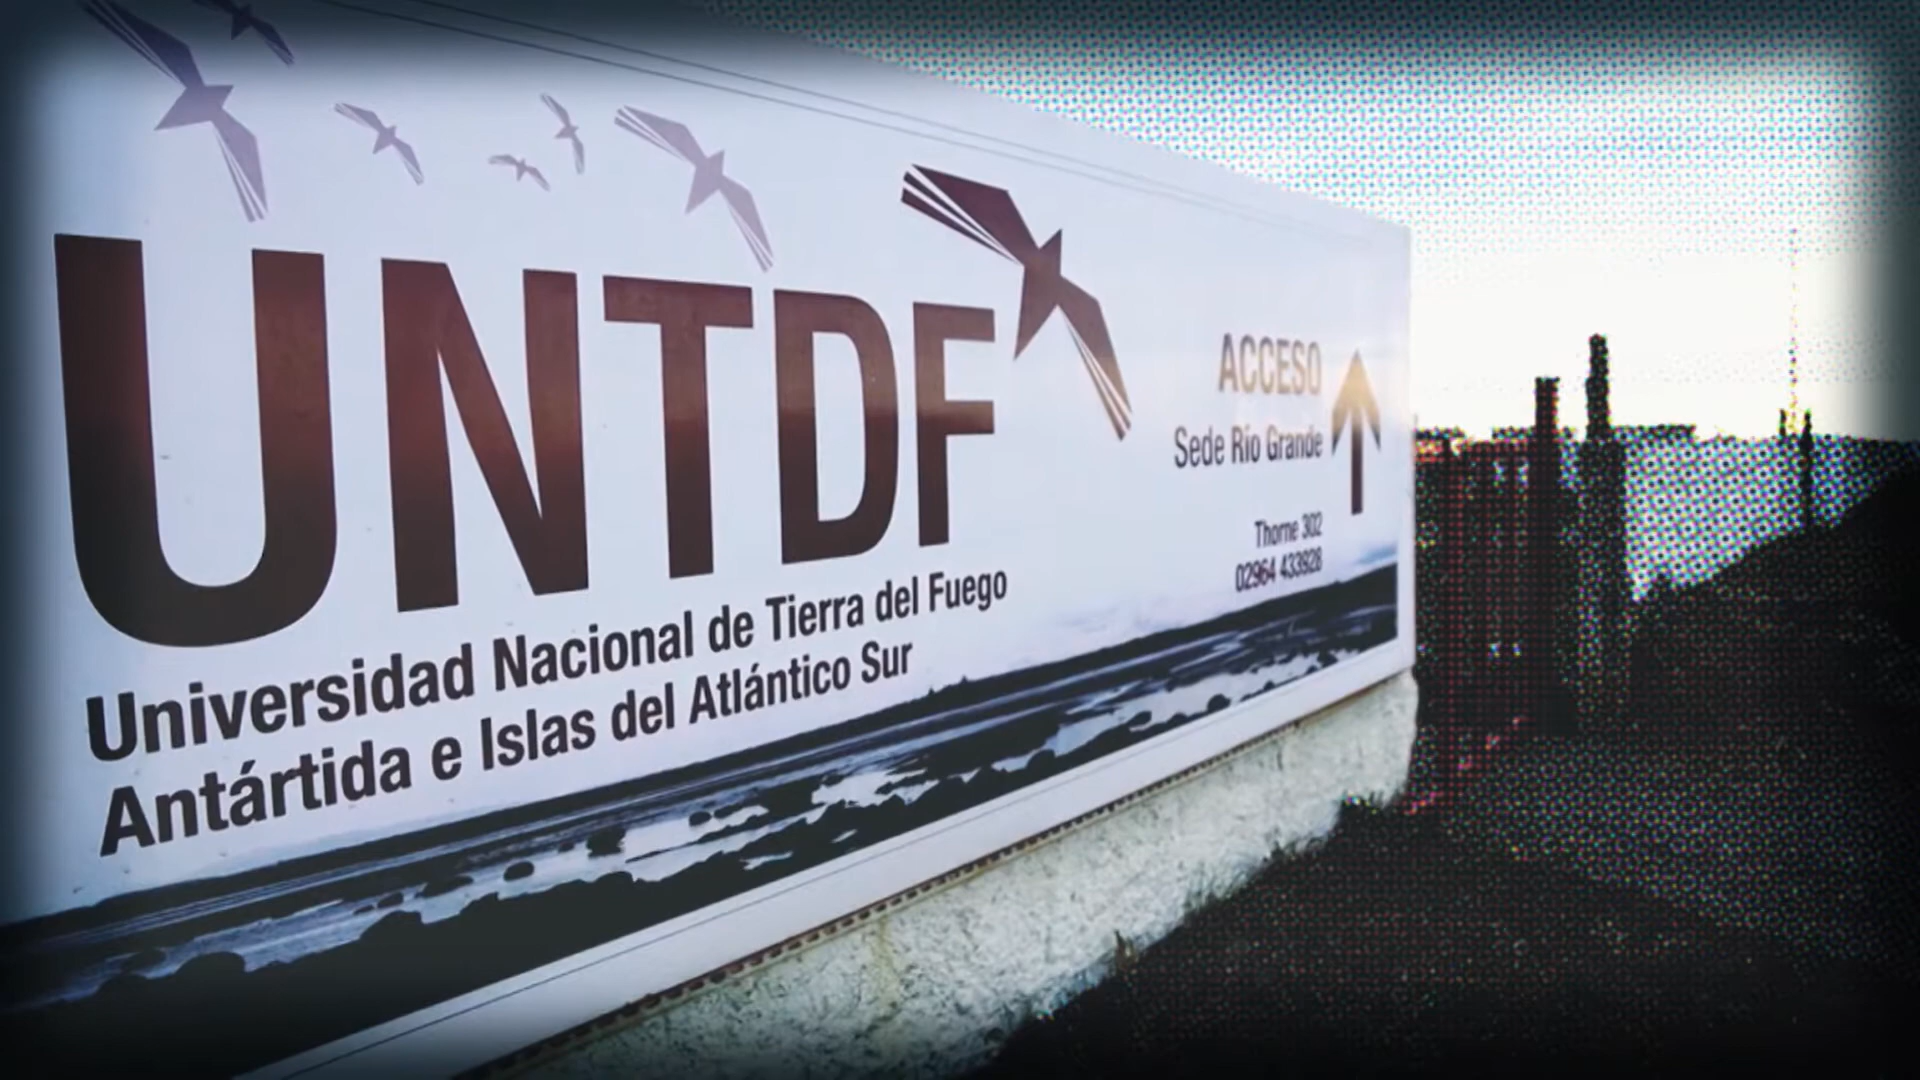 UNTDF
Universidad Nacional de Tierra del Fuego
Antártida e Islas del Atlántico Sur
ACCESO
Sede Río Grande
Thorne 302
02964 433928